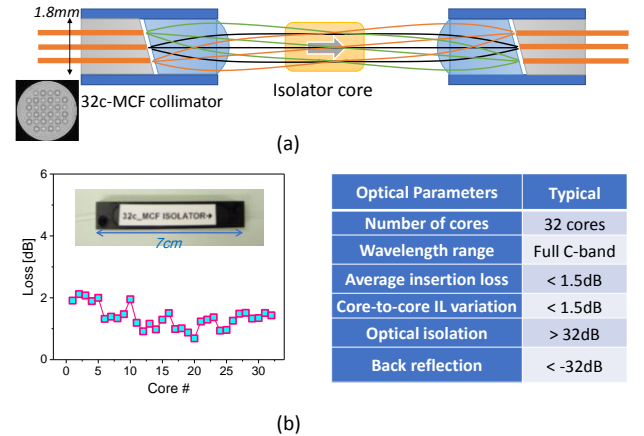 1.8mm
32c-MCF collimator
Isolator core
(a)
Loss [dB]
6
4
2
0
0 5 10 15 20 25 30
Core #
32c_MCF ISOLATOR→
7cm
Optical Parameters Typical
Number of cores 32 cores
Wavelength range Full C-band
Average insertion loss < 1.5dB
Core-to-core IL variation < 1.5dB
Optical isolation > 32dB
Back reflection < -32dB
(b)